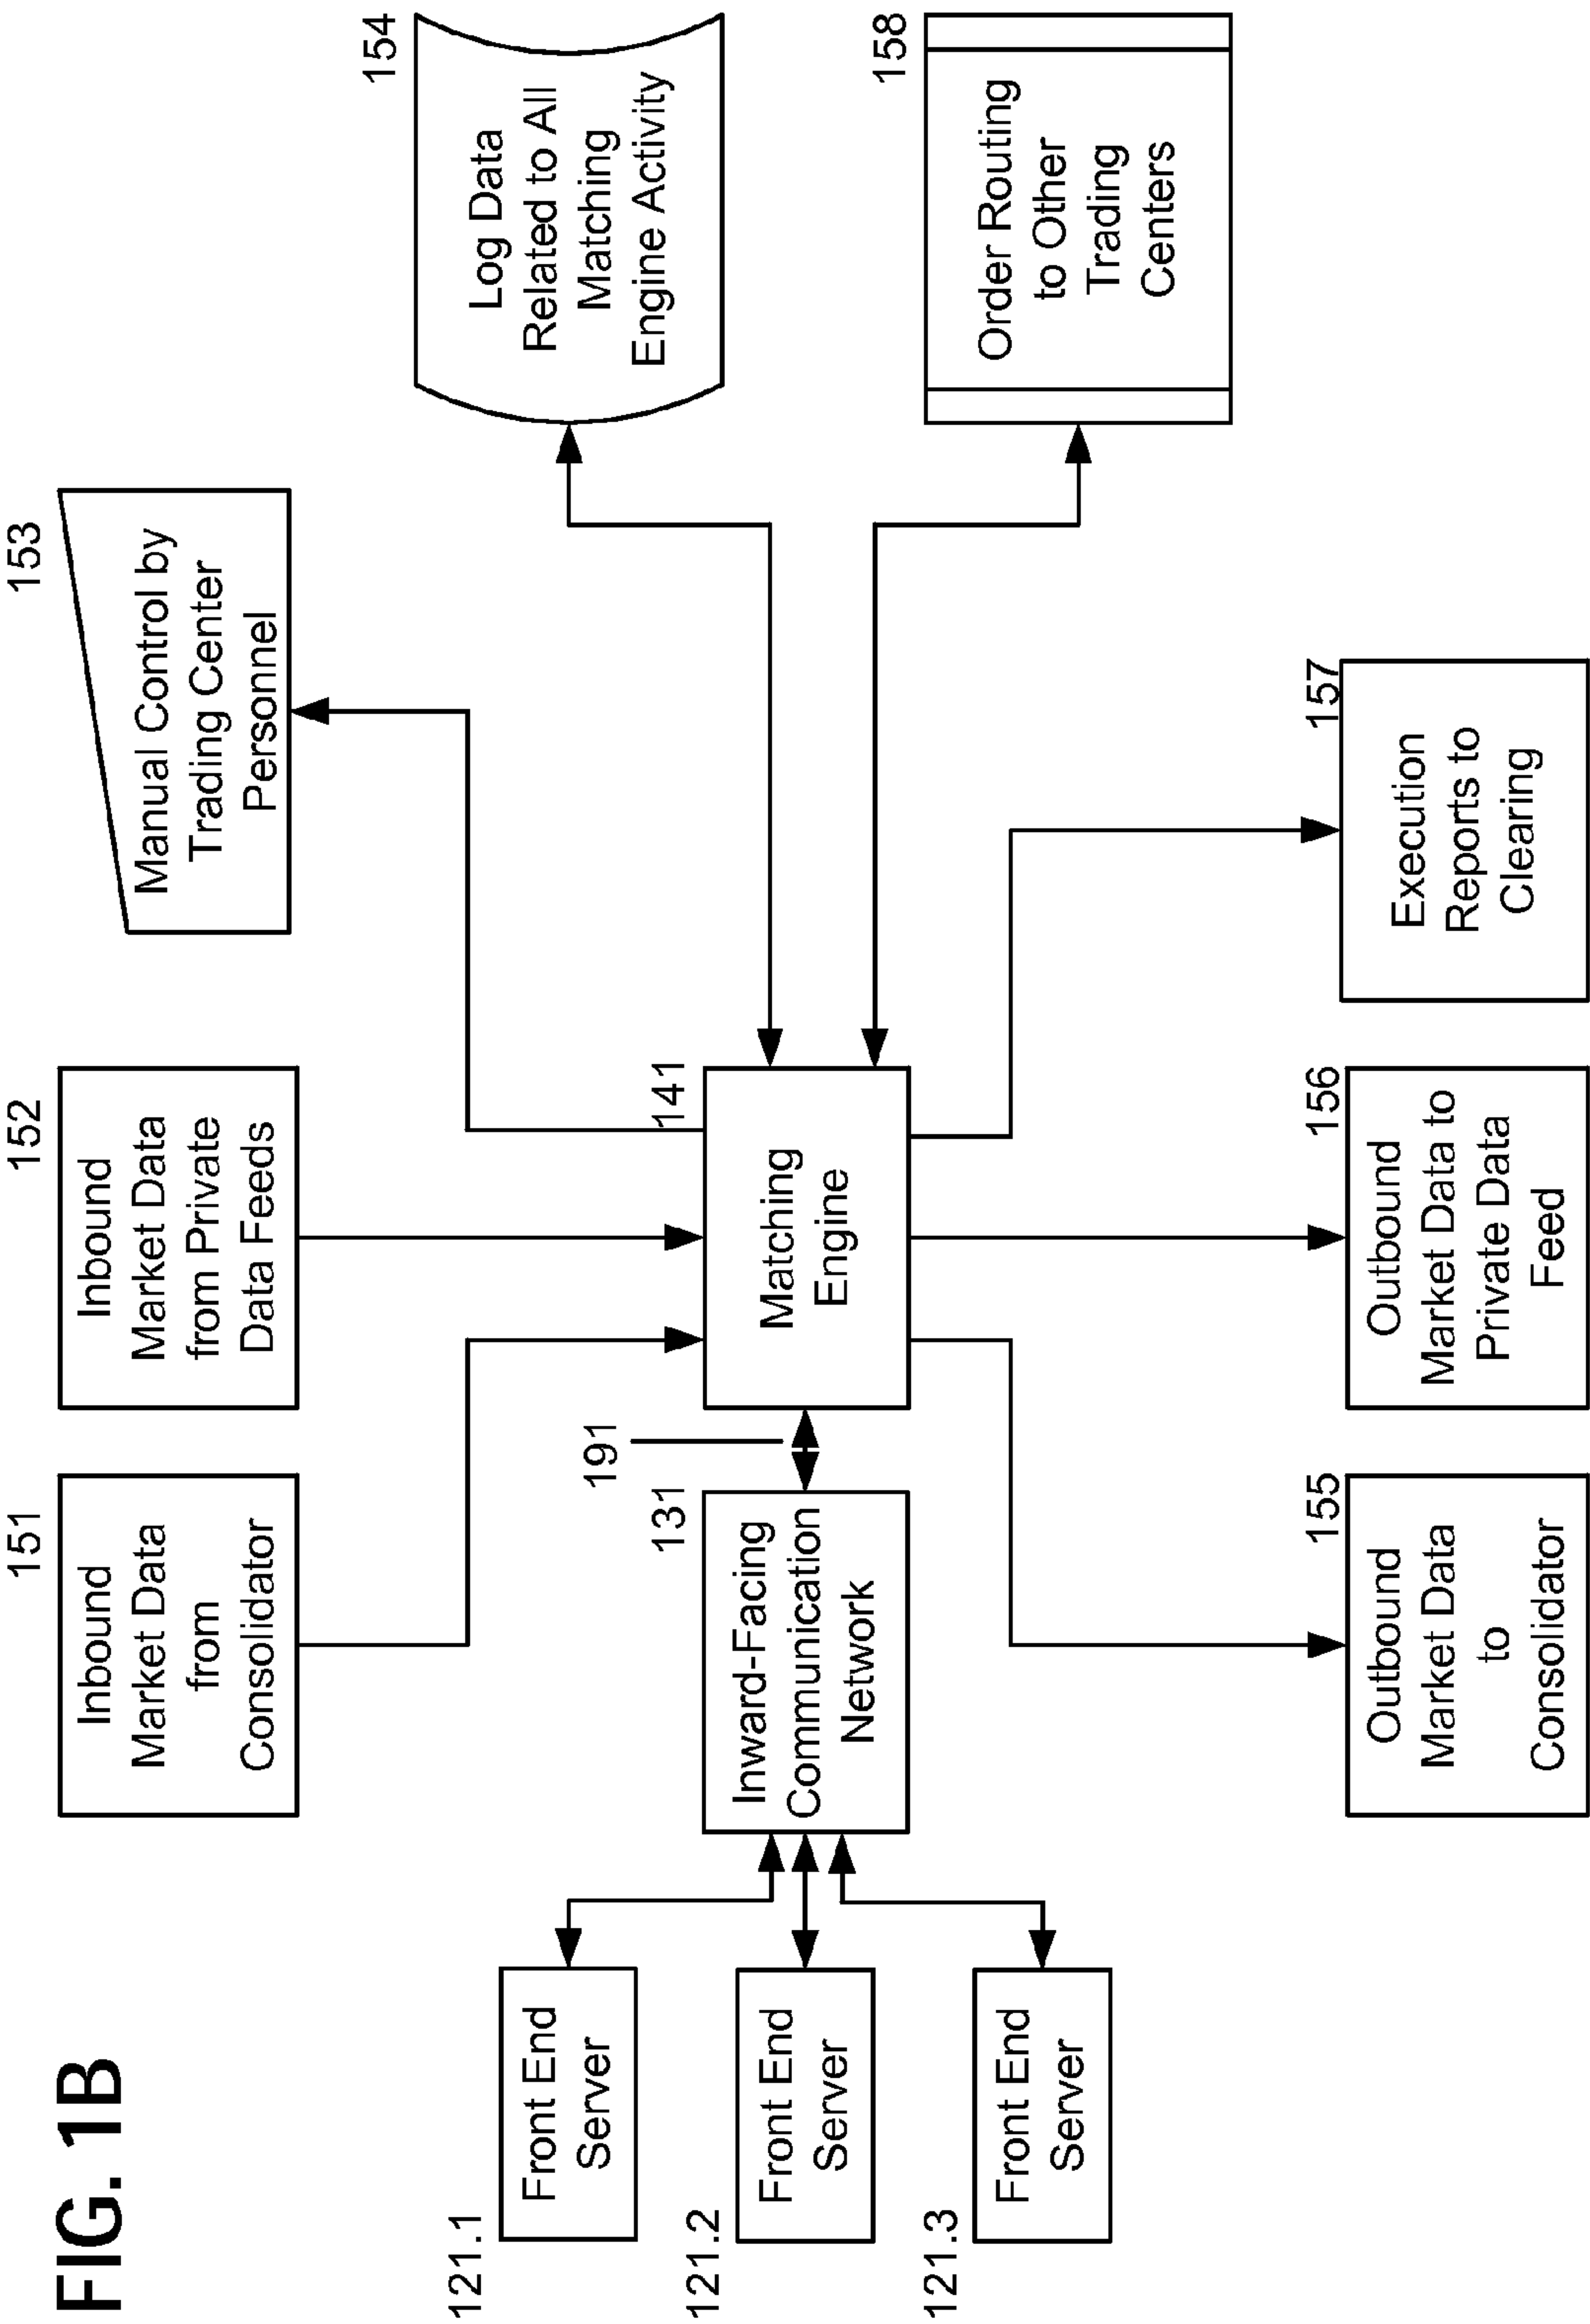 FIG. 1B
151
Inbound
Market Data
from
Consolidator
152
Inbound
Market Data
from Private
Data Feeds
153
Manual Control by
Trading Center
Personnel
154
Log Data
Related to All
Matching
Engine Activity
121.1
Front End
Server
121.2
Front End
Server
121.3
Front End
Server
131
Inward-Facing
Communication
Network
191
141
Matching
Engine
158
Order Routing
to Other
Trading
Centers
155
Outbound
Market Data
to
Consolidator
156
Outbound
Market Data to
Private Data
Feed
157
Execution
Reports to
Clearing